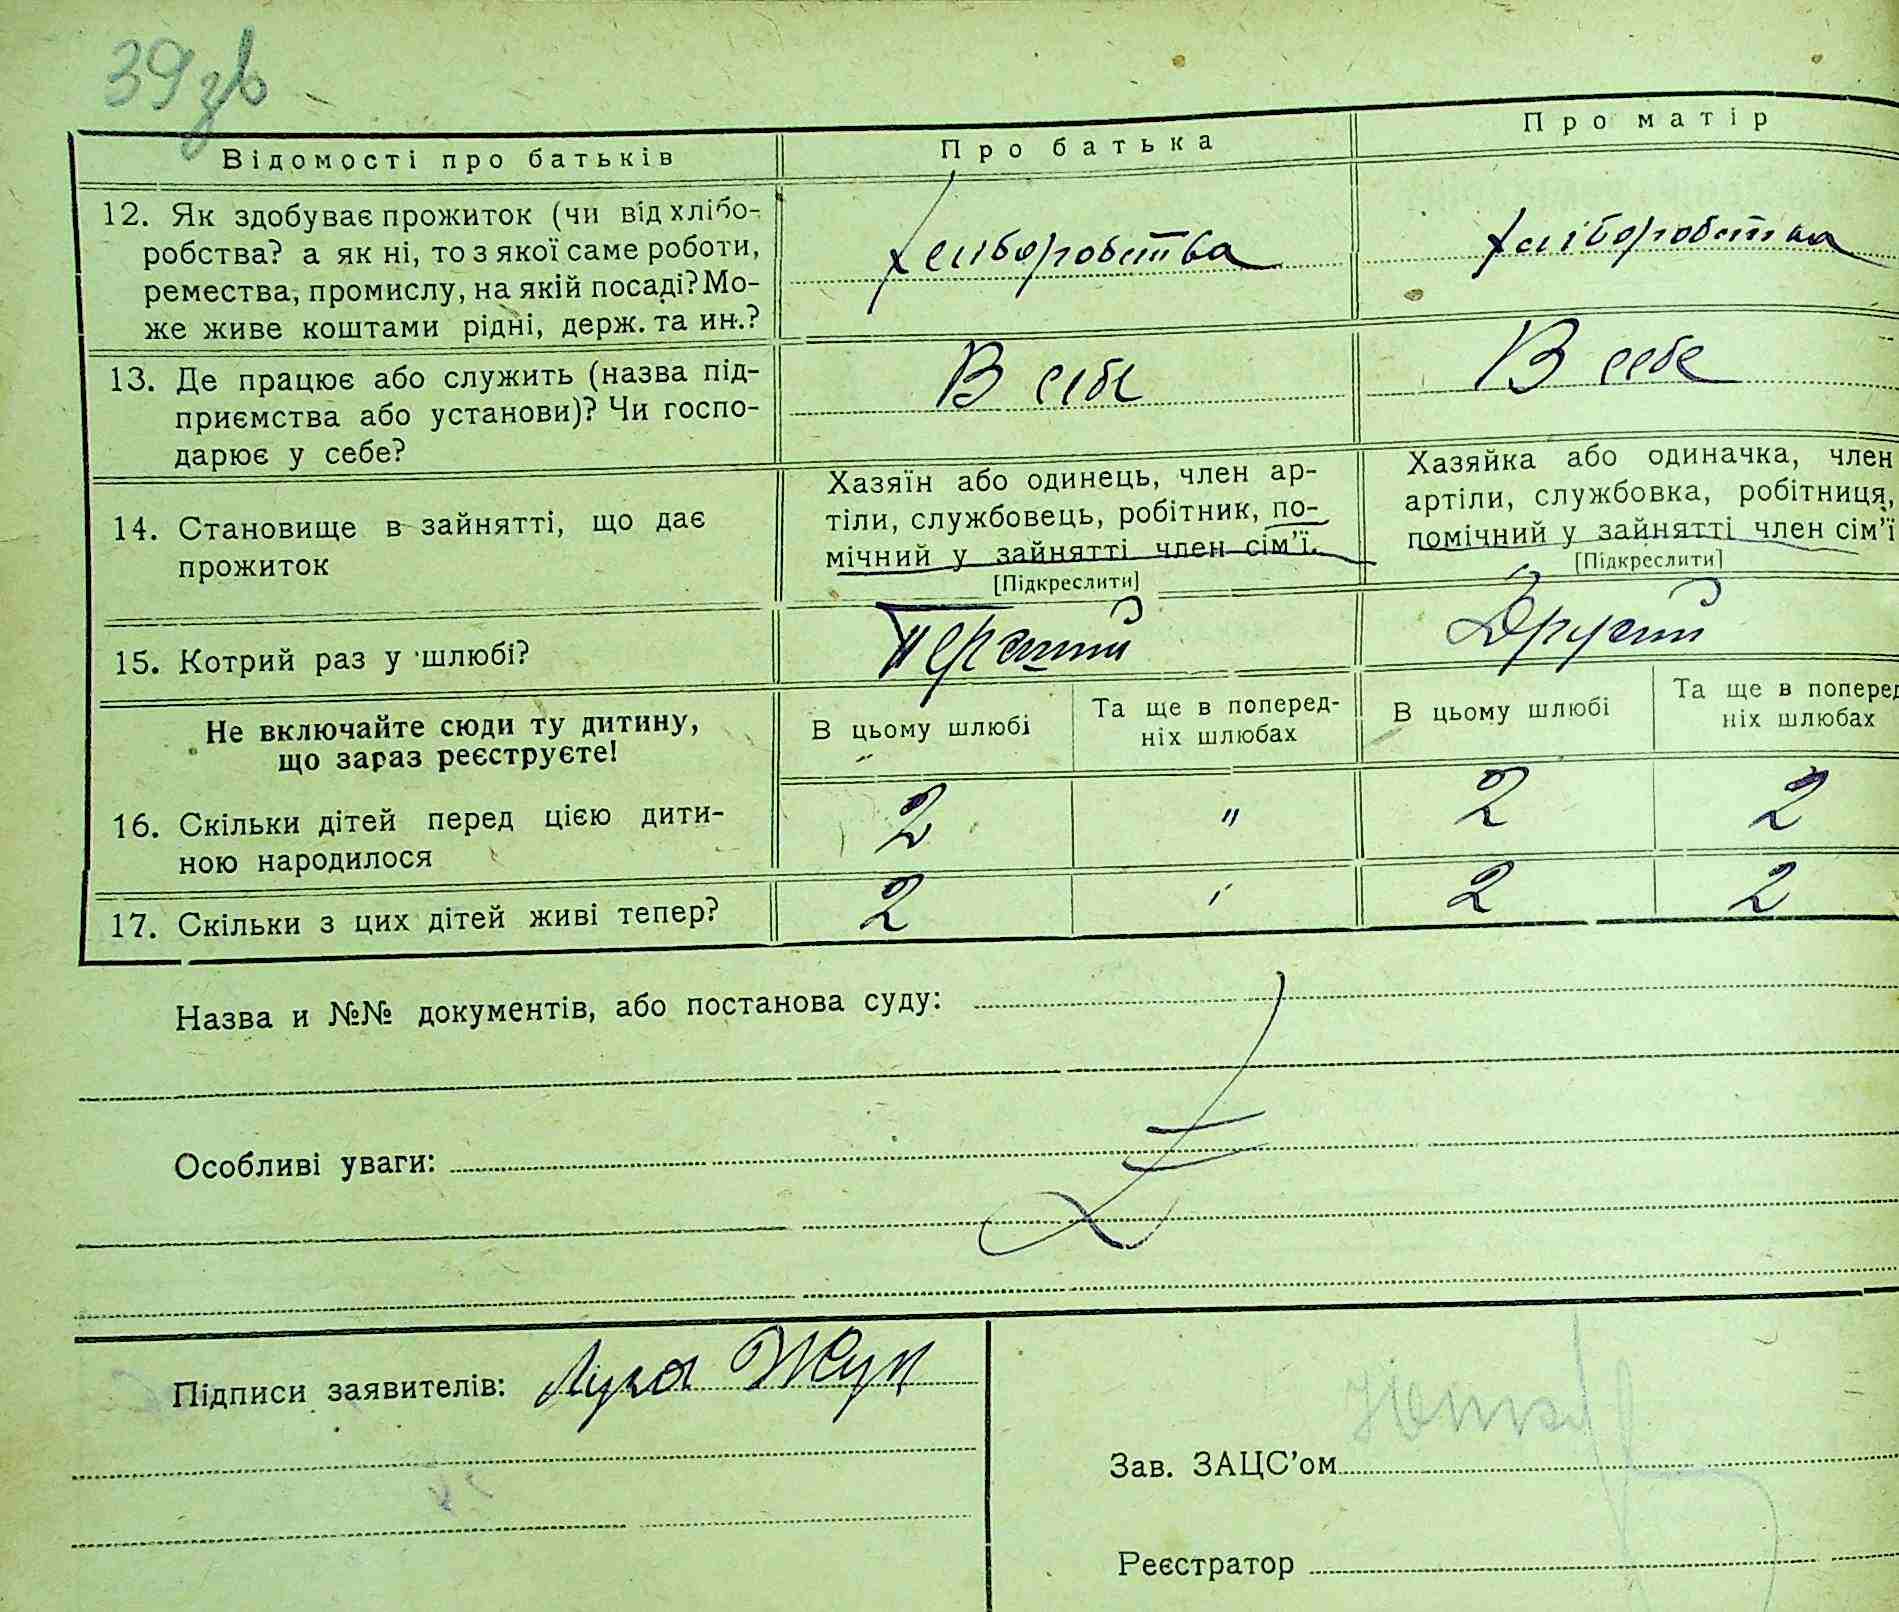 39 зв
Відомості про батьків
Про батька
Про матір
12. Як здобуває прожиток (чи від хлібо-
робства? а як ні, то з якої саме роботи,
ремества, промислу, на якій посаді? Мо-
же живе коштами рідні, держ. та ин.?
хліборобства
хліборобства
13. Де працює або служить (назва під-
приємства або установи)? Чи госпо-
дарює у себе?
В себе
В себе
14. Становище в зайнятті, що дає
прожиток
Хазяїн або одинець, член ар-
тіли, службовець, робітник, по-
мічний у зайнятті член сім'ї.
[Підкреслити]
Хазяйка або одиначка, член
артіли, службовка, робітниця,
помічний у зайнятті член сім'ї
[Підкреслити]
15. Котрий раз у шлюбі?
Перший
Другий
Не включайте сюди ту дитину,
що зараз реєструєте!
В цьому шлюбі
Та ще в поперед-
ніх шлюбах
В цьому шлюбі
Та ще в поперед
ніх шлюбах
16. Скільки дітей перед цією дити-
ною народилося
2 " 2 2
17. Скільки з цих дітей живі тепер?
2 2 2
Назва и №№ документів, або постанова суду:
Особливі уваги:
Підписи заявителів: Лука Жук
Зав. ЗАЦС'ом
Реєстратор